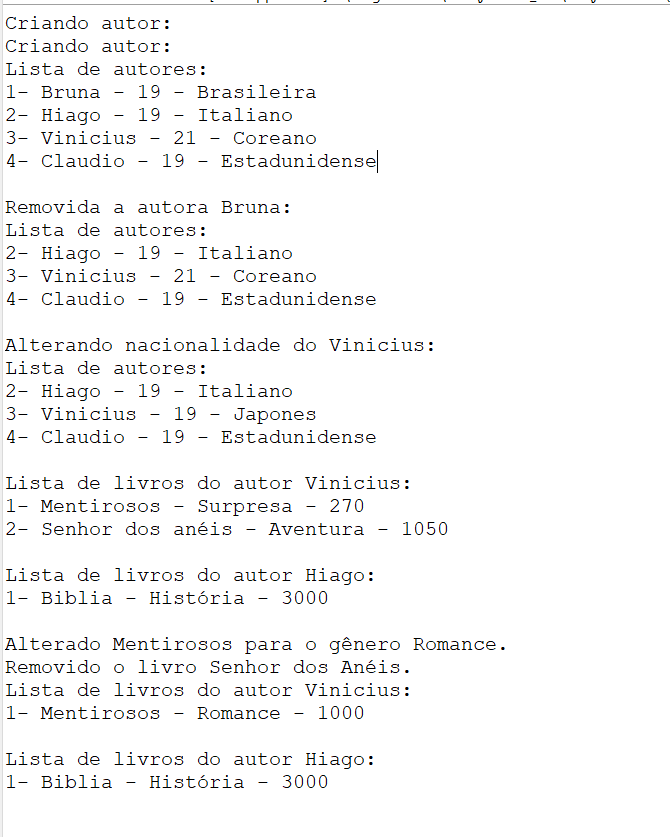 Criando autor:
Criando autor:
Lista de autores:
1- Bruna - 19 - Brasileira
2- Hiago - 19 - Italiano
3- Vinicius - 21 - Coreano
4- Claudio - 19 - Estadunidense
Removida a autora Bruna:
Lista de autores:
2- Hiago - 19 - Italiano
3- Vinicius - 21 - Coreano
4- Claudio - 19 - Estadunidense
Alterando nacionalidade do Vinicius:
Lista de autores:
2- Hiago - 19 - Italiano
3- Vinicius - 19 - Japones
4- Claudio - 19 - Estadunidense
Lista de livros do autor Vinicius:
1- Mentirosos - Surpresa - 270
2- Senhor dos anéis - Aventura - 1050
Lista de livros do autor Hiago:
1- Biblia - História - 3000
Alterado Mentirosos para o gênero Romance.
Removido o livro Senhor dos Anéis.
Lista de livros do autor Vinicius:
1- Mentirosos - Romance - 1000
Lista de livros do autor Hiago:
1- Biblia - História - 3000